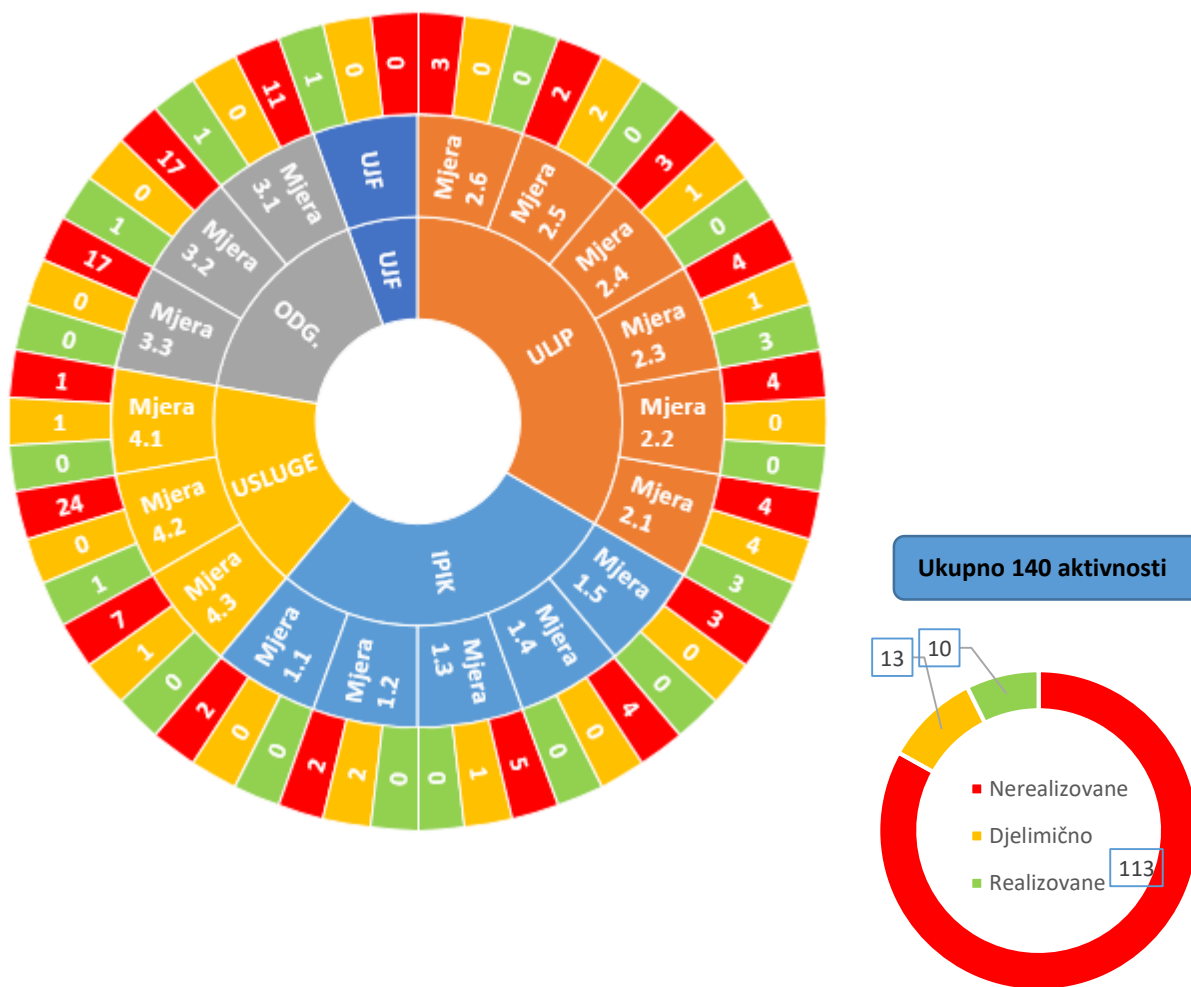 3
0
0
2
2
0
3
1
0
4
1
3
4
0
0
4
4
3
3
0
0
4
0
0
5
1
0
0
2
2
0
0
2
0
1
7
1
0
24
0
1
1
0
0
17
1
0
17
1
0
11
1
0
0
UJF
UJF
Mjera
2.6
Mjera
2.5
Mjera
2.4
Mjera
2.3
Mjera
2.2
Mjera
2.1
ULJP
Mjera
1.5
Mjera
1.4
Mjera
1.3
Mjera
1.2
Mjera
1.1
IPIK
Mjera
4.3
Mjera
4.2
Mjera
4.1
USLUGE
Mjera
3.3
Mjera
3.2
Mjera
3.1
ODG.
Ukupno 140 aktivnosti
13
10
Nerealizovane
Djelimično
Realizovane
113